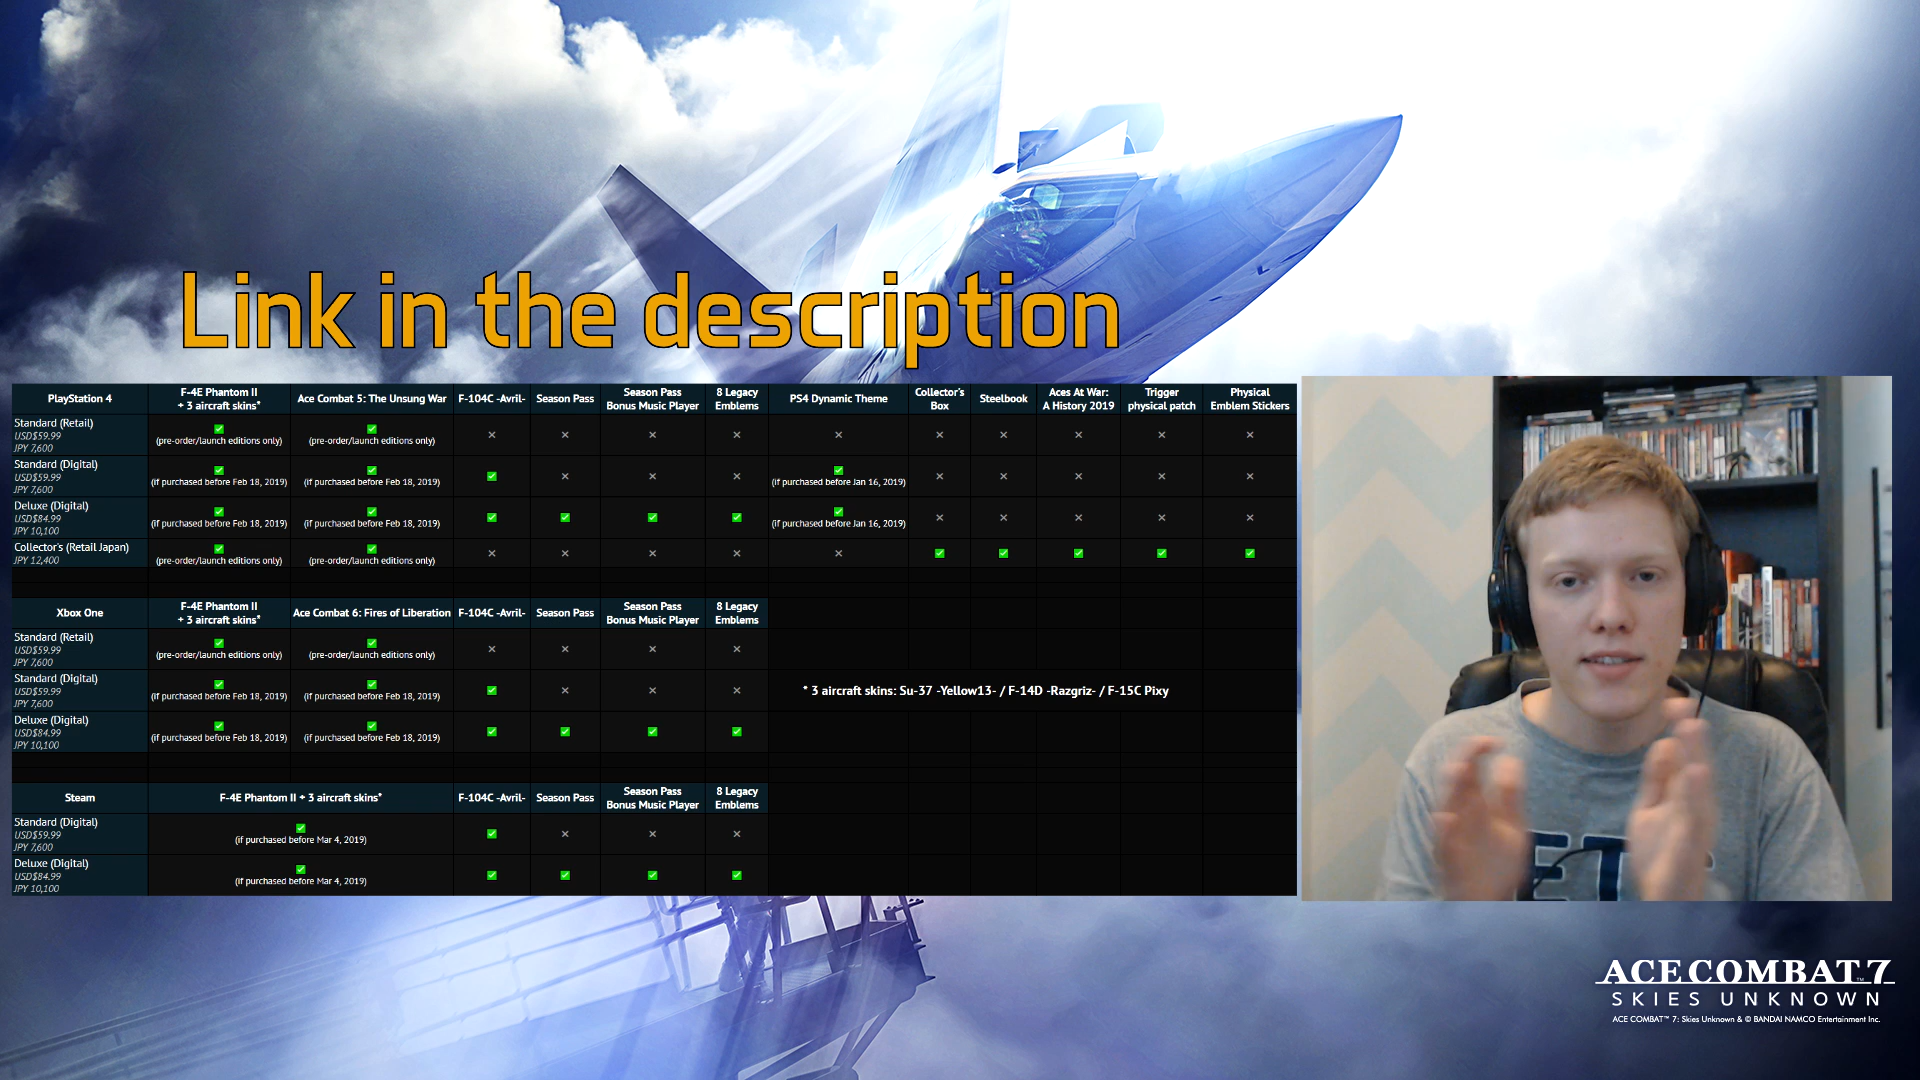 Link in the description
PlayStation 4
F-4E Phantom II
+ 3 aircraft skins*
Ace Combat 5: The Unsung War
F-104C -Avril-
Season Pass
Season Pass
Bonus Music Player
8 Legacy
Emblems
PS4 Dynamic Theme
Collector's
Box
Steelbook
Aces At War:
A History 2019
Trigger
physical patch
Physical
Emblem Stickers
Standard (Retail)
USD$59.99
JPY 7,600
✅
(pre-order/launch editions only)
✅
(pre-order/launch editions only)
× × × × × × × × × ×
Standard (Digital)
USD$59.99
JPY 7,600
✅
(if purchased before Feb 18, 2019)
✅
(if purchased before Feb 18, 2019)
✅ × × ×
✅
(if purchased before Jan 16, 2019)
× × × × ×
Deluxe (Digital)
USD$84.99
JPY 10,100
✅
(if purchased before Feb 18, 2019)
✅
(if purchased before Feb 18, 2019)
✅ ✅ ✅ ✅
✅
(if purchased before Jan 16, 2019)
× × × × ×
Collector's (Retail Japan)
JPY 12,400
✅
(pre-order/launch editions only)
✅
(pre-order/launch editions only)
× × × × × ✅ ✅ ✅ ✅ ✅
Xbox One
F-4E Phantom II
+ 3 aircraft skins*
Ace Combat 6: Fires of Liberation
F-104C -Avril-
Season Pass
Season Pass
Bonus Music Player
8 Legacy
Emblems
Standard (Retail)
USD$59.99
JPY 7,600
✅
(pre-order/launch editions only)
✅
(pre-order/launch editions only)
× × × ×
Standard (Digital)
USD$59.99
JPY 7,600
✅
(if purchased before Feb 18, 2019)
✅
(if purchased before Feb 18, 2019)
✅ × × ×
* 3 aircraft skins: Su-37 -Yellow13- / F-14D -Razgriz- / F-15C Pixy
Deluxe (Digital)
USD$84.99
JPY 10,100
✅
(if purchased before Feb 18, 2019)
✅
(if purchased before Feb 18, 2019)
✅ ✅ ✅ ✅
Steam
F-4E Phantom II + 3 aircraft skins*
F-104C -Avril-
Season Pass
Season Pass
Bonus Music Player
8 Legacy
Emblems
Standard (Digital)
USD$59.99
JPY 7,600
✅
(if purchased before Mar 4, 2019)
✅ × × ×
Deluxe (Digital)
USD$84.99
JPY 10,100
✅
(if purchased before Mar 4, 2019)
✅ ✅ ✅ ✅
ACE COMBAT™ 7
SKIES UNKNOWN
ACE COMBAT™ 7: Skies Unknown & © BANDAI NAMCO Entertainment Inc.